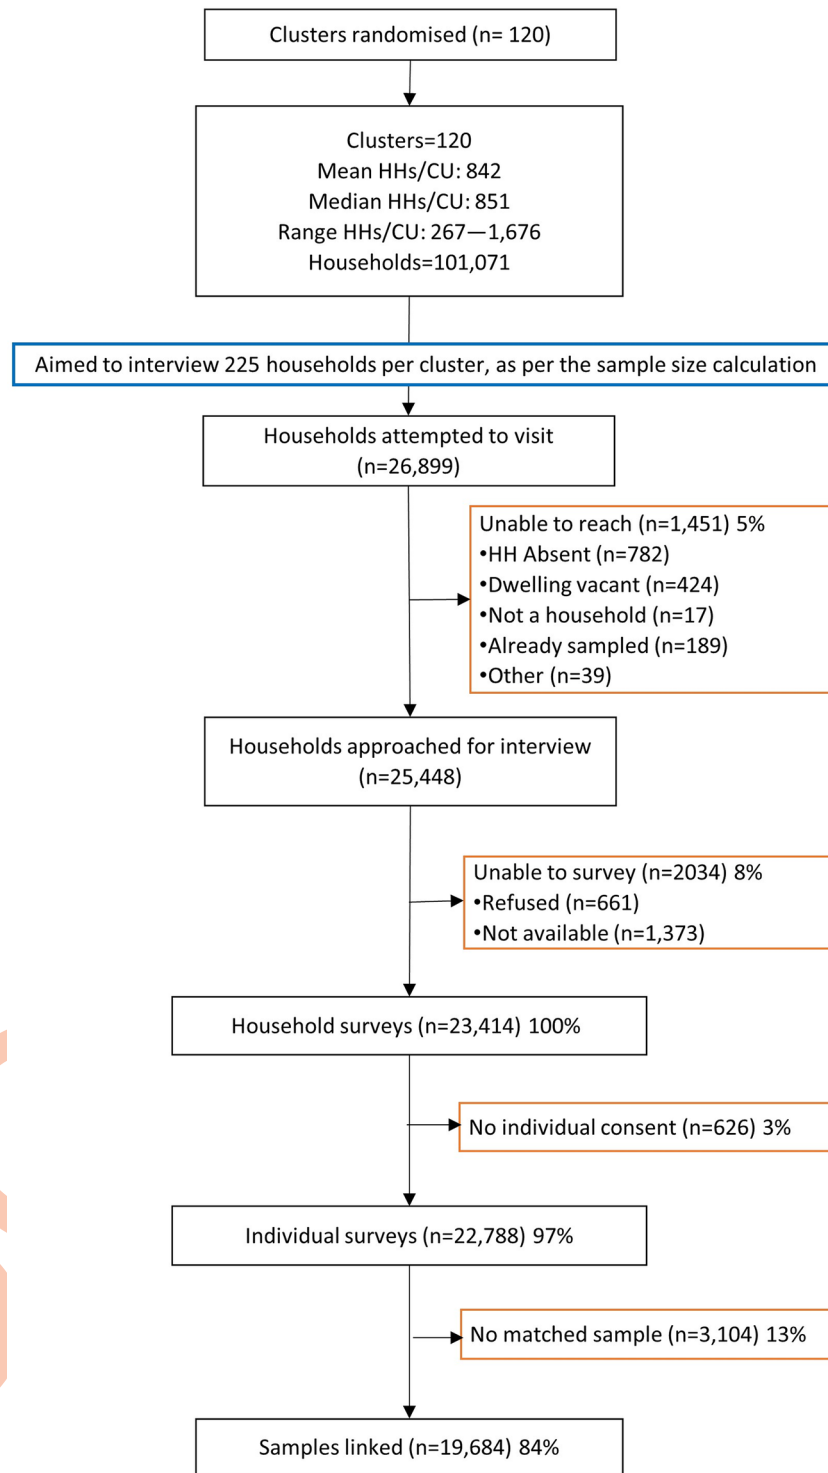 Clusters randomised (n= 120)
Clusters=120
Mean HHs/CU: 842
Median HHs/CU: 851
Range HHs/CU: 267—1,676
Households=101,071
Aimed to interview 225 households per cluster, as per the sample size calculation
Households attempted to visit
(n=26,899)
Unable to reach (n=1,451) 5%
•HH Absent (n=782)
•Dwelling vacant (n=424)
•Not a household (n=17)
•Already sampled (n=189)
•Other (n=39)
Households approached for interview
(n=25,448)
Unable to survey (n=2034) 8%
•Refused (n=661)
•Not available (n=1,373)
Household surveys (n=23,414) 100%
No individual consent (n=626) 3%
Individual surveys (n=22,788) 97%
No matched sample (n=3,104) 13%
Samples linked (n=19,684) 84%